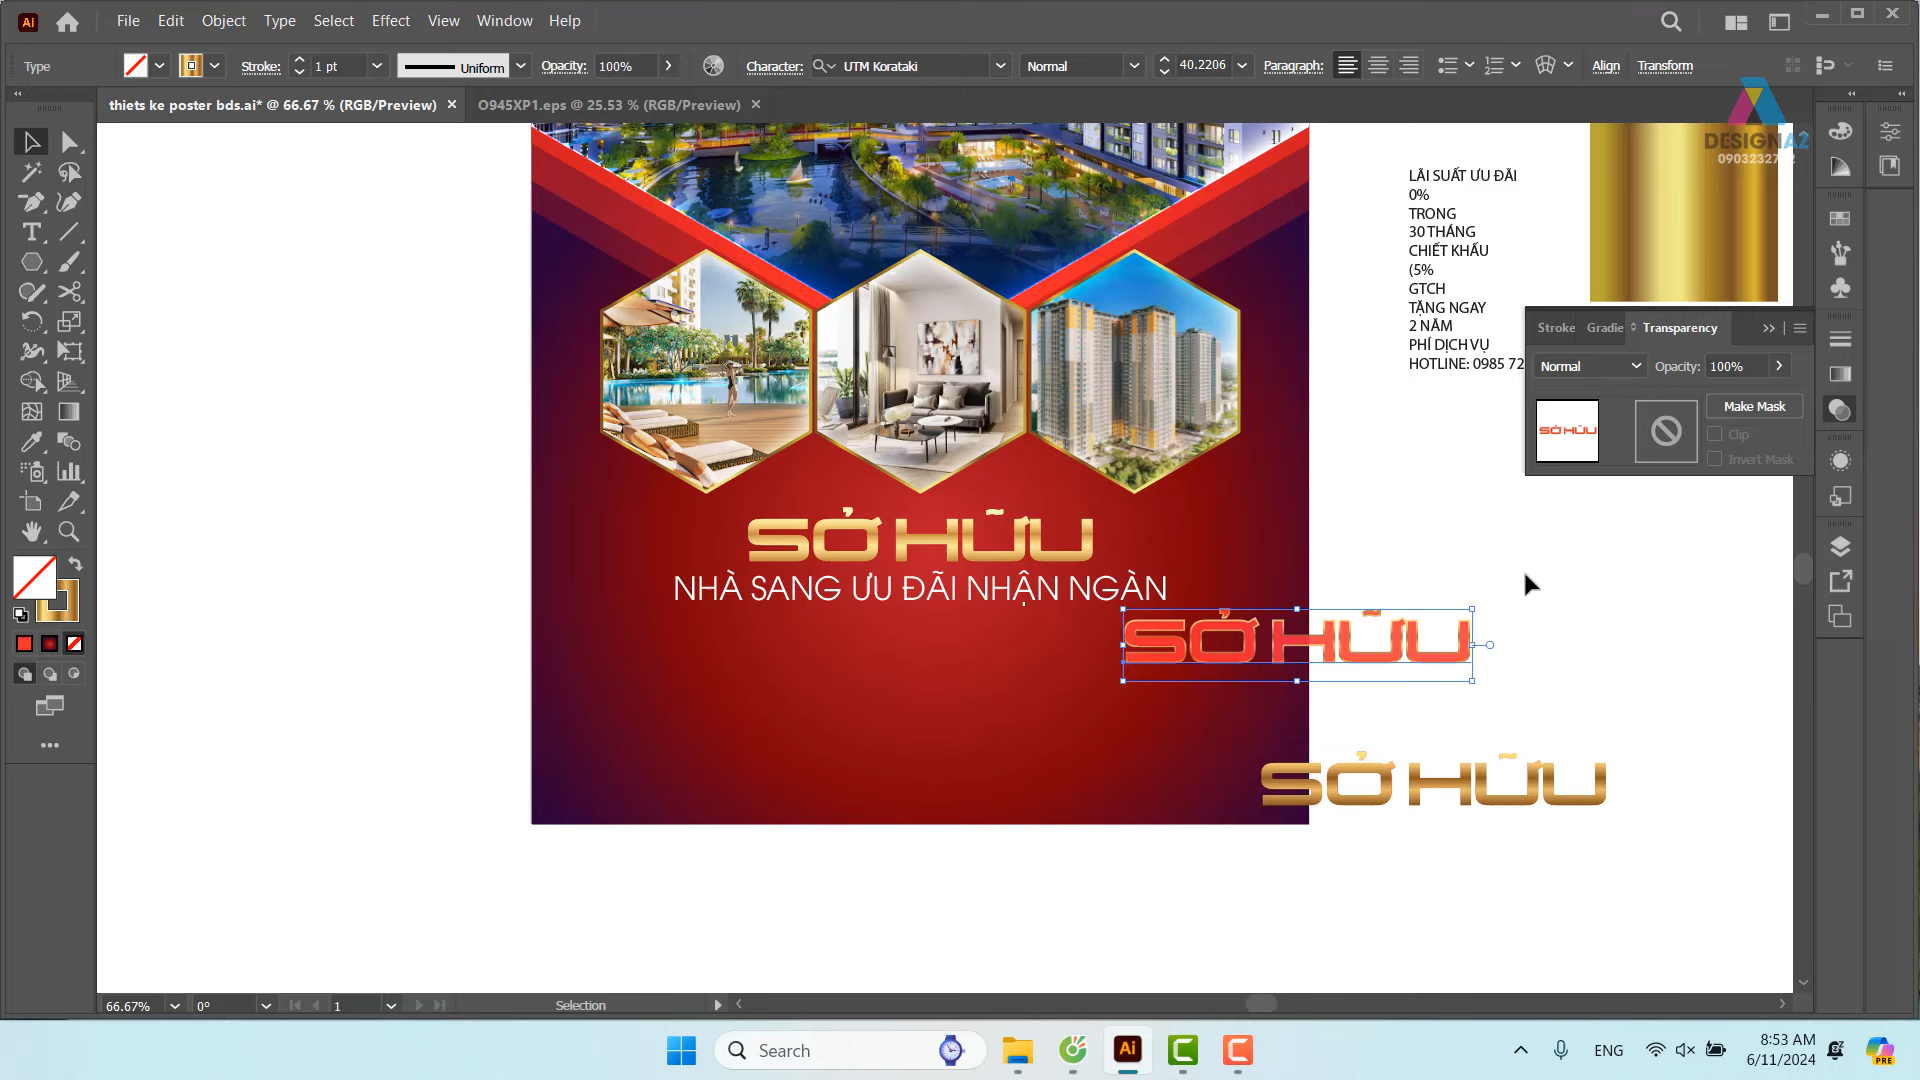 Ai File Edit Object Type Select Effect View Window Help
Type Stroke: 1 pt Uniform Opacity: 100% Character: UTM Korataki Normal 40.2206 Paragraph: Align Transform
thiets ke poster bds.ai* @ 66.67 % (RGB/Preview) × O945XP1.eps @ 25.53 % (RGB/Preview) ×
DESIGNA2
LÃI SUẤT ƯU ĐÃI
0%
TRONG
30 THÁNG
CHIẾT KHẤU
(5%
GTCH
TẶNG NGAY
2 NĂM
PHÍ DỊCH VỤ
HOTLINE: 0985 72
Stroke Gradie Transparency
Normal Opacity: 100%
Make Mask
SỞ HỮU
Clip
Invert Mask
SỞ HỮU
NHÀ SANG ƯU ĐÃI NHẬN NGÀN
SỞ HỮU
SỞ HỮU
66.67% 0° 1 Selection
Search Ai ENG 8:53 AM
6/11/2024
PRE